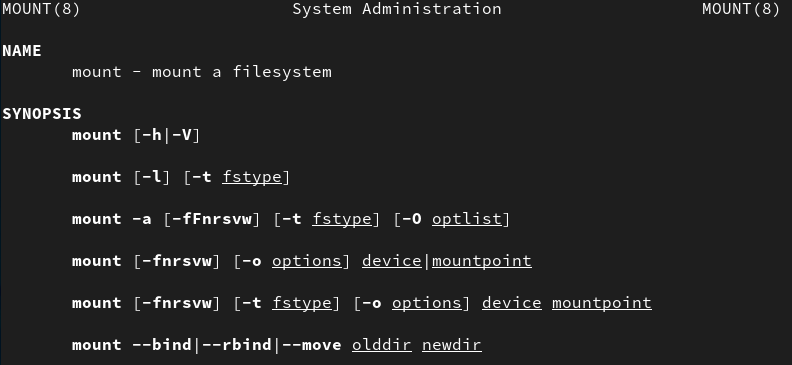 MOUNT(8) System Administration MOUNT(8)
NAME
mount - mount a filesystem
SYNOPSIS
mount [-h|-V]
mount [-l] [-t fstype]
mount -a [-fFnrsvw] [-t fstype] [-O optlist]
mount [-fnrsvw] [-o options] device|mountpoint
mount [-fnrsvw] [-t fstype] [-o options] device mountpoint
mount --bind|--rbind|--move olddir newdir